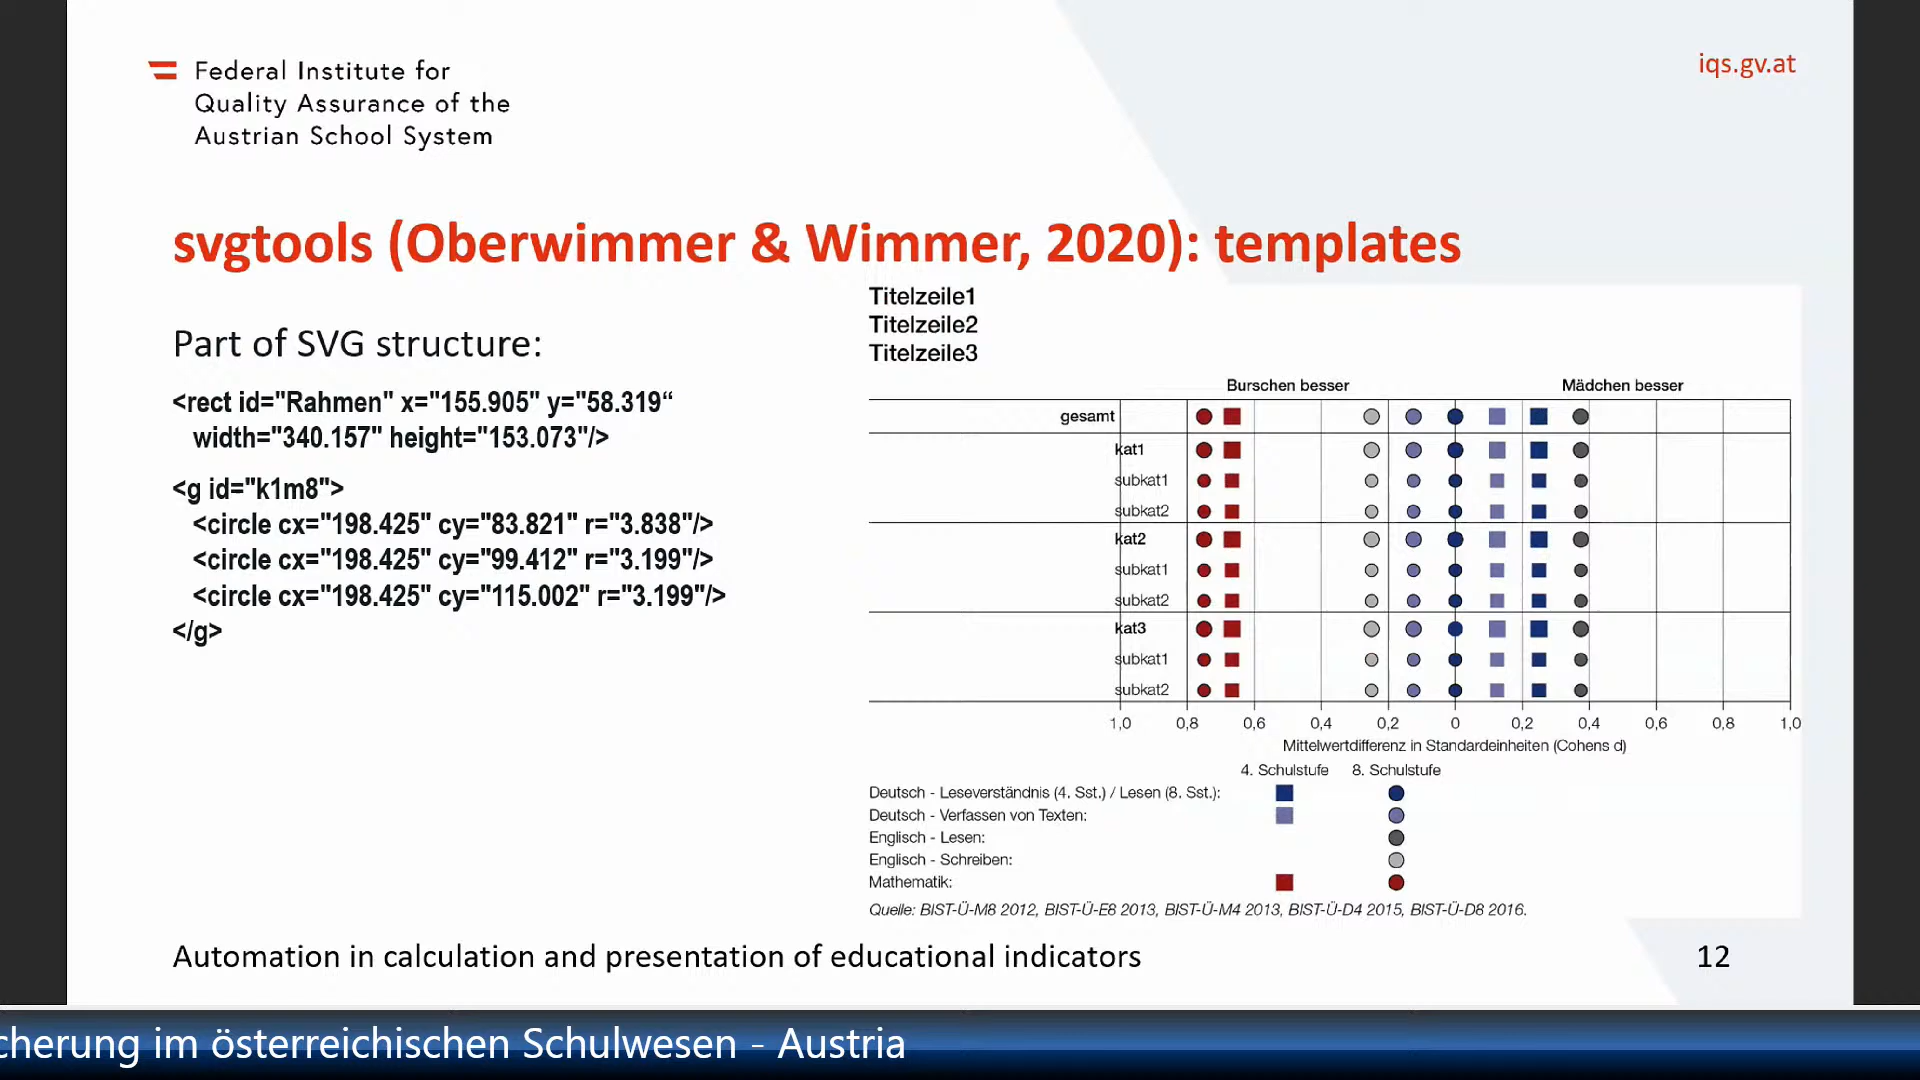 Federal Institute for
Quality Assurance of the
Austrian School System
iqs.gv.at
svgtools (Oberwimmer & Wimmer, 2020): templates
Part of SVG structure:
<rect id="Rahmen" x="155.905" y="58.319“
width="340.157" height="153.073"/>
<g id="k1m8">
<circle cx="198.425" cy="83.821" r="3.838"/>
<circle cx="198.425" cy="99.412" r="3.199"/>
<circle cx="198.425" cy="115.002" r="3.199"/>
</g>
Titelzeile1
Titelzeile2
Titelzeile3
Burschen besser Mädchen besser
gesamt
kat1
subkat1
subkat2
kat2
subkat1
subkat2
kat3
subkat1
subkat2
1,0 0,8 0,6 0,4 0,2 0 0,2 0,4 0,6 0,8 1,0
Mittelwertdifferenz in Standardeinheiten (Cohens d)
4. Schulstufe 8. Schulstufe
Deutsch - Leseverständnis (4. Sst.) / Lesen (8. Sst.):
Deutsch - Verfassen von Texten:
Englisch - Lesen:
Englisch - Schreiben:
Mathematik:
Quelle: BIST-Ü-M8 2012, BIST-Ü-E8 2013, BIST-Ü-M4 2013, BIST-Ü-D4 2015, BIST-Ü-D8 2016.
Automation in calculation and presentation of educational indicators 12
cherung im österreichischen Schulwesen - Austria